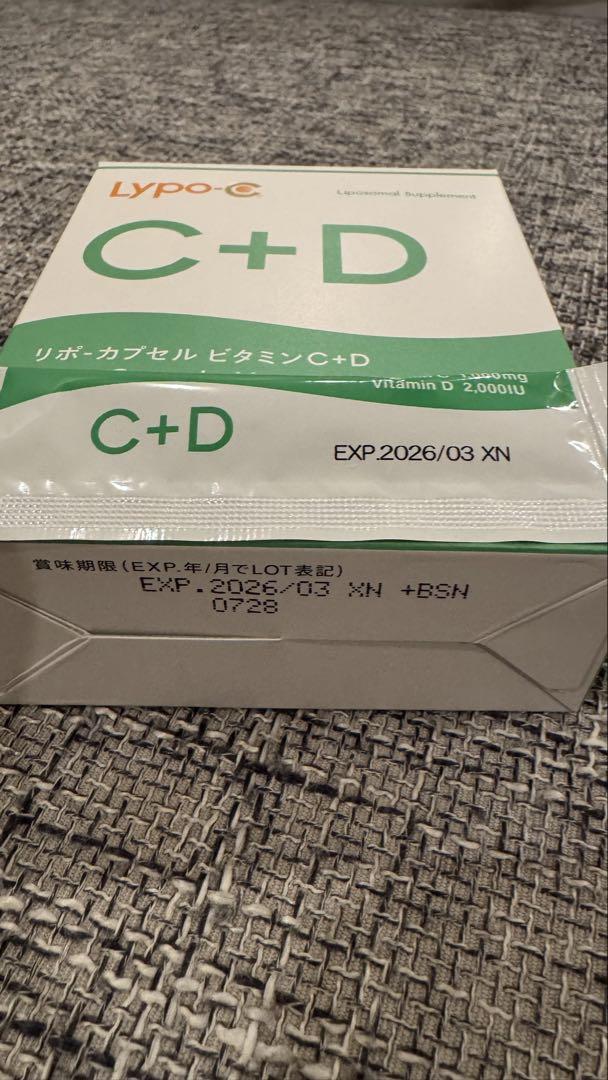 Lypo-C
Liposomal Supplement
C+D
リポ-カプセル ビタミンC+D
1,000mg
Vitamin D 2,000IU
C+D
EXP.2026/03 XN
賞味期限(EXP.年/月でLOT表記)
EXP.2026/03 XN +BSN
0728